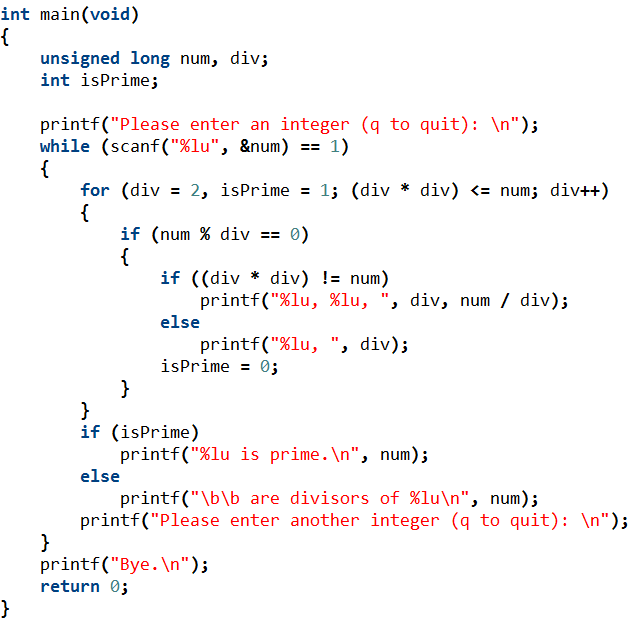 int main(void)
{
    unsigned long num, div;
    int isPrime;

    printf("Please enter an integer (q to quit): \n");
    while (scanf("%lu", &num) == 1)
    {
        for (div = 2, isPrime = 1; (div * div) <= num; div++)
        {
            if (num % div == 0)
            {
                if ((div * div) != num)
                    printf("%lu, %lu, ", div, num / div);
                else
                    printf("%lu, ", div);
                isPrime = 0;
            }
        }
        if (isPrime)
            printf("%lu is prime.\n", num);
        else
            printf("\b\b are divisors of %lu\n", num);
        printf("Please enter another integer (q to quit): \n");
    }
    printf("Bye.\n");
    return 0;
}